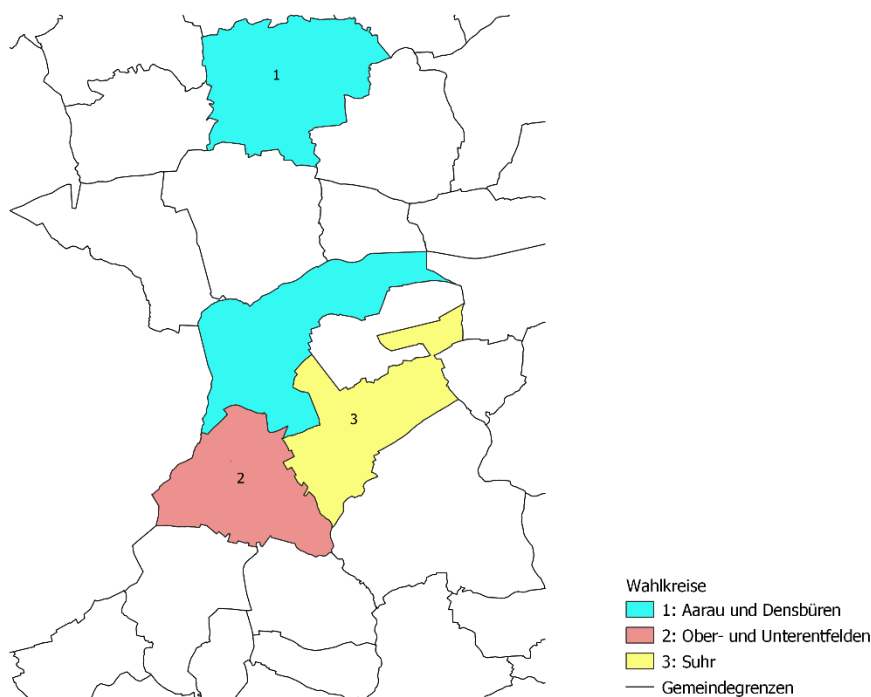 1
3
2
Wahlkreise
1: Aarau und Densbüren
2: Ober- und Unterentfelden
3: Suhr
Gemeindegrenzen